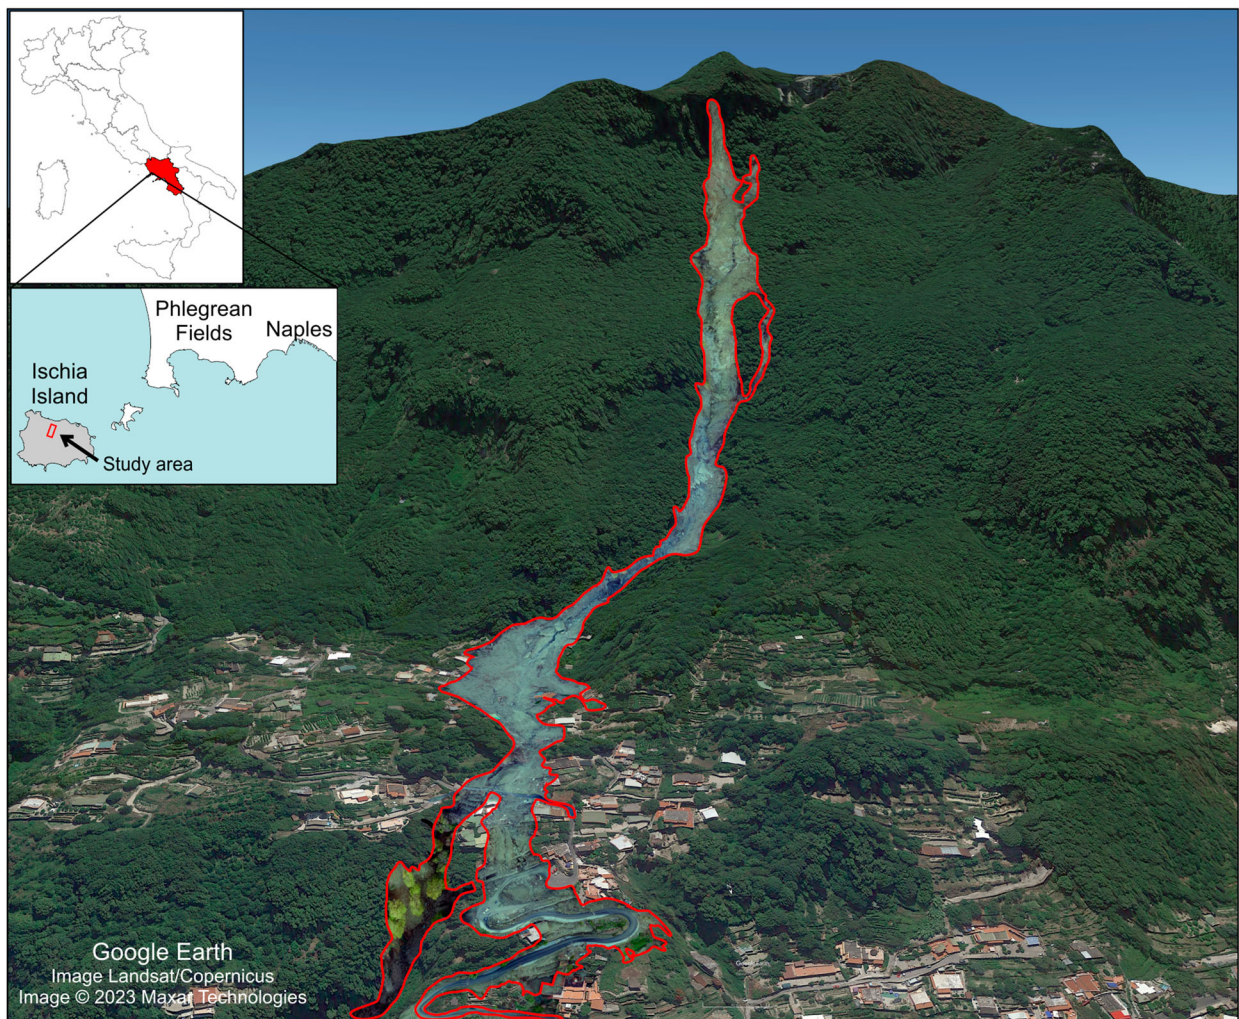 Phlegrean
Fields
Naples
Ischia
Island
Study area
Google Earth
Image Landsat/Copernicus
Image © 2023 Maxar Technologies